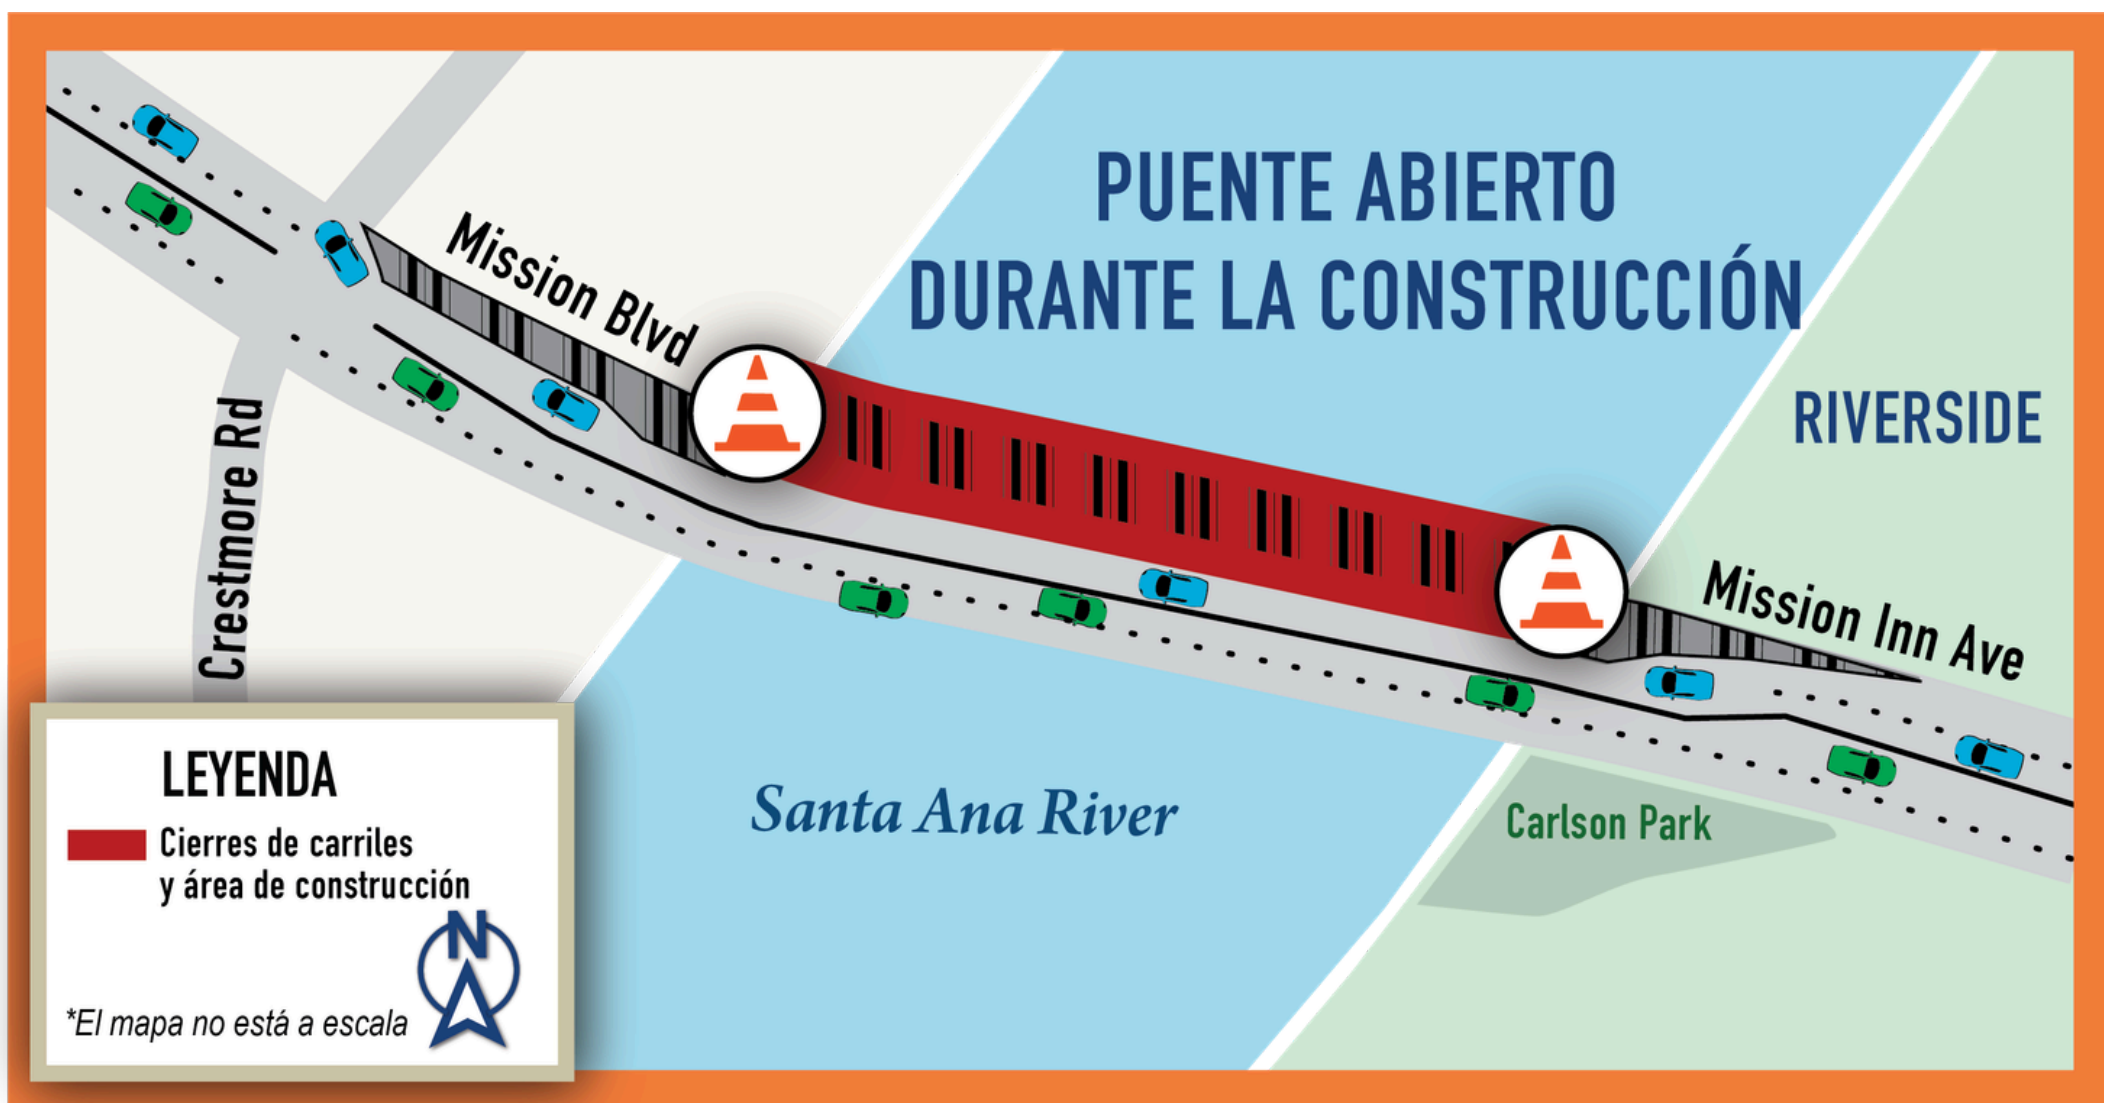 PUENTE ABIERTO
DURANTE LA CONSTRUCCIÓN
Mission Blvd
RIVERSIDE
Crestmore Rd
Mission Inn Ave
Santa Ana River
Carlson Park
LEYENDA
Cierres de carriles
y área de construcción
N
*El mapa no está a escala